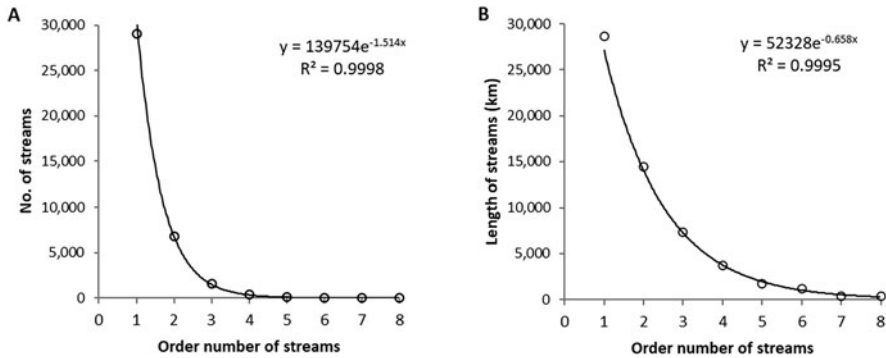 A
30,000
25,000
20,000
15,000
10,000
5,000
0
No. of streams
y = 139754e^-1.514x
R² = 0.9998
0 1 2 3 4 5 6 7 8
Order number of streams
B
30,000
25,000
20,000
15,000
10,000
5,000
0
Length of streams (km)
y = 52328e^-0.658x
R² = 0.9995
0 1 2 3 4 5 6 7 8
Order number of streams